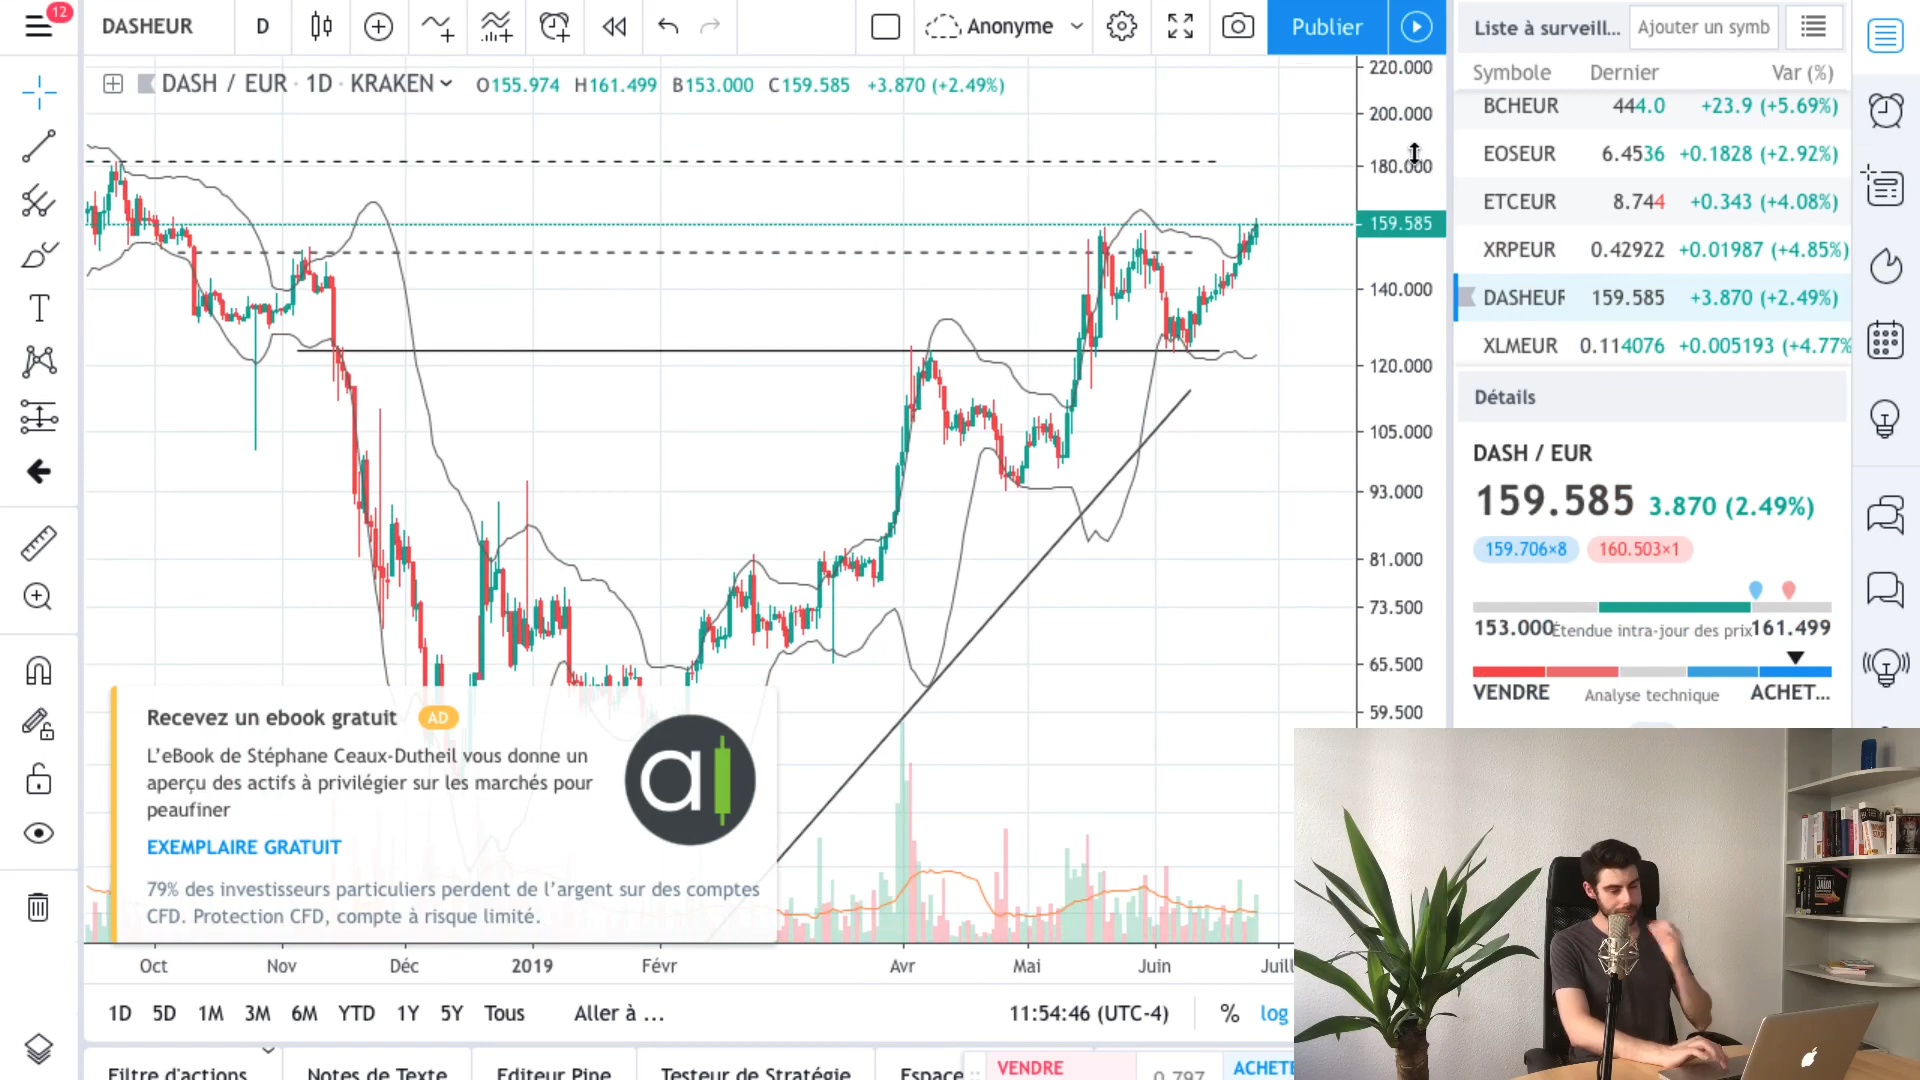 12
DASHEUR
D
Anonyme
Publier
Liste à surveill...
Ajouter un symb
Symbole Dernier Var (%)
BCHEUR 444.0 +23.9 (+5.69%)
EOSEUR 6.4536 +0.1828 (+2.92%)
ETCEUR 8.744 +0.343 (+4.08%)
XRPEUR 0.42922 +0.01987 (+4.85%)
DASHEUR 159.585 +3.870 (+2.49%)
XLMEUR 0.114076 +0.005193 (+4.77%
DASH / EUR · 1D · KRAKEN O155.974 H161.499 B153.000 C159.585 +3.870 (+2.49%)
220.000
200.000
180.000
159.585
140.000
120.000
105.000
93.000
81.000
73.500
65.500
59.500
Détails
DASH / EUR
159.585 3.870 (2.49%)
159.706×8 160.503×1
153.000 Étendue intra-jour des prix 161.499
VENDRE Analyse technique ACHET...
Recevez un ebook gratuit AD
L'eBook de Stéphane Ceaux-Dutheil vous donne un
aperçu des actifs à privilégier sur les marchés pour
peaufiner
EXEMPLAIRE GRATUIT
79% des investisseurs particuliers perdent de l'argent sur des comptes
CFD. Protection CFD, compte à risque limité.
a
Oct Nov Déc 2019 Févr Avr Mai Juin Juill
1D 5D 1M 3M 6M YTD 1Y 5Y Tous Aller à ... 11:54:46 (UTC-4) % log
Filtre d'actions Notes de Texte Editeur Pine Testeur de Stratégie Espace
VENDRE 0.797 ACHETE
JAVA